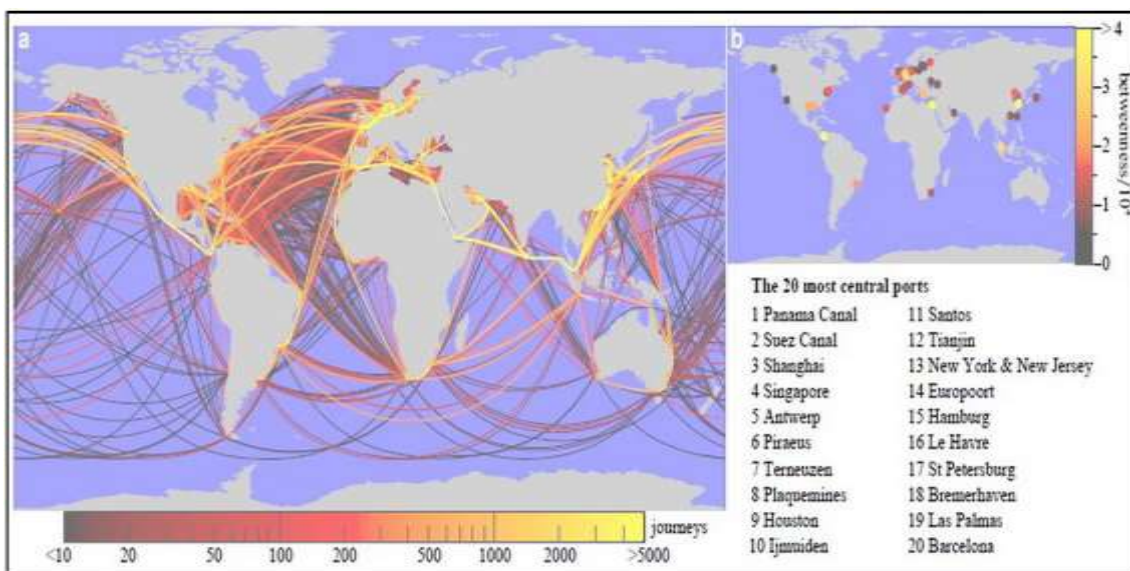 a
<10 20 50 100 200 500 1000 2000 >5000
journeys
b
>4
3
2
1
0
betweenness/10⁴
The 20 most central ports
1 Panama Canal
2 Suez Canal
3 Shanghai
4 Singapore
5 Antwerp
6 Piraeus
7 Terneuzen
8 Plaquemines
9 Houston
10 Ijmuiden
11 Santos
12 Tianjin
13 New York & New Jersey
14 Europoort
15 Hamburg
16 Le Havre
17 St Petersburg
18 Bremerhaven
19 Las Palmas
20 Barcelona